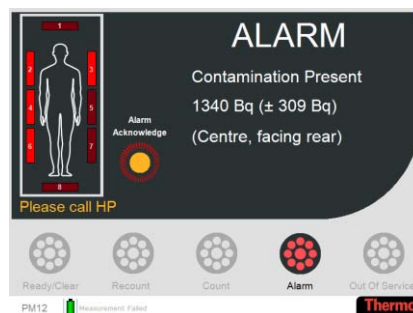 ALARM
Contamination Present
1340 Bq (± 309 Bq)
(Centre, facing rear)
1
2
3
4
5
6
7
8
Alarm
Acknowledge
Please call HP
Ready/Clear
Recount
Count
Alarm
Out Of Service
PM12
Measurement Failed
Thermo